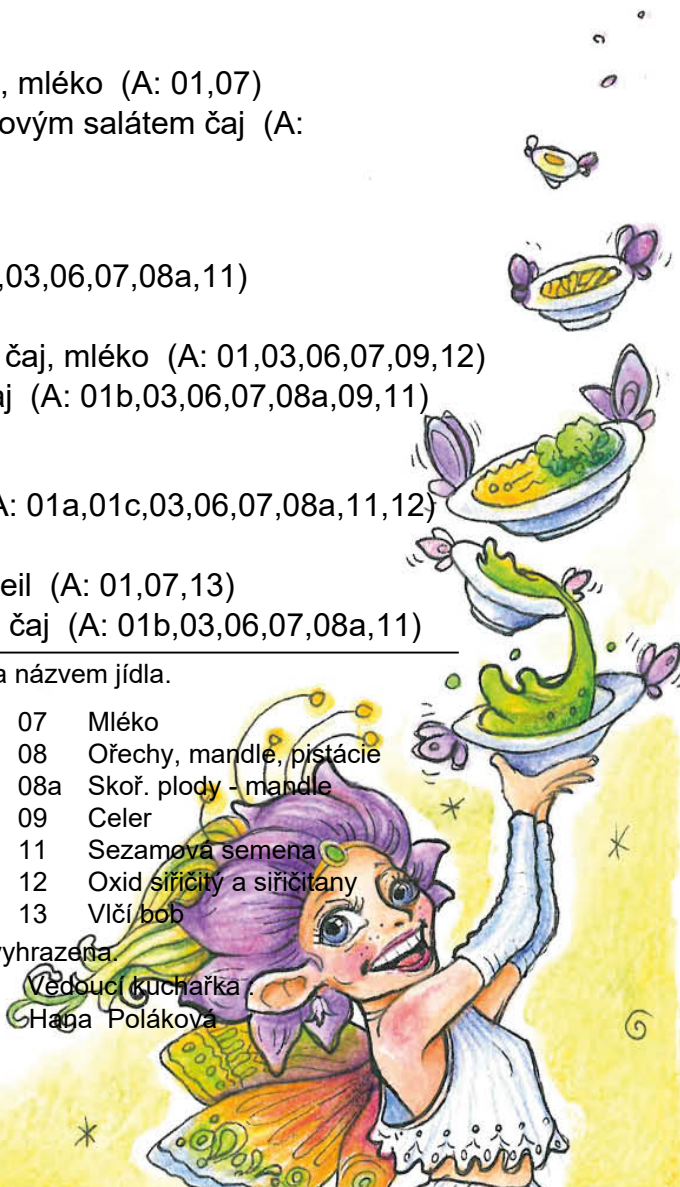 , mléko (A: 01,07)
ovým salátem čaj (A:
,03,06,07,08a,11)
čaj, mléko (A: 01,03,06,07,09,12)
aj (A: 01b,03,06,07,08a,09,11)
A: 01a,01c,03,06,07,08a,11,12)
eil (A: 01,07,13)
čaj (A: 01b,03,06,07,08a,11)
a názvem jídla.
07 Mléko
08 Ořechy, mandle, pistácie
08a Skoř. plody - mandle
09 Celer
11 Sezamová semena
12 Oxid siřičitý a siřičitany
13 Vlčí bob
vyhrazena.
Vedoucí kuchařka :
Hana Poláková